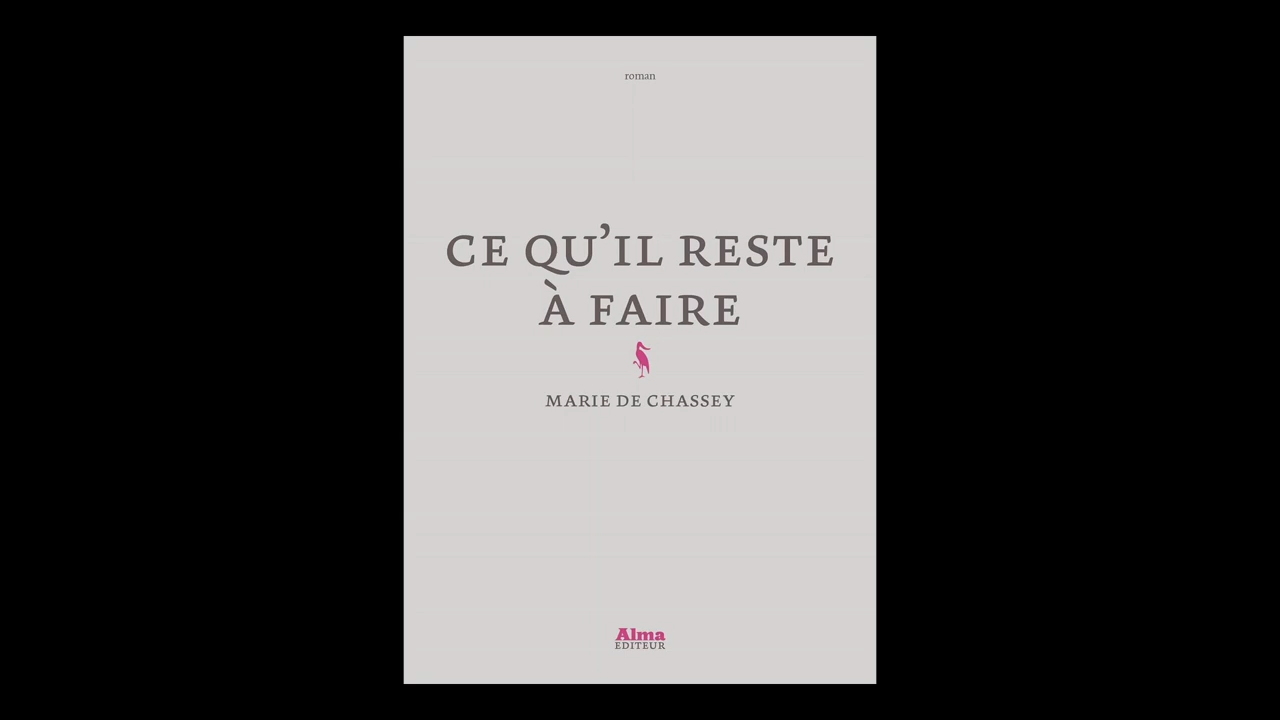 roman
CE QU’IL RESTE
À FAIRE
MARIE DE CHASSEY
Alma
EDITEUR